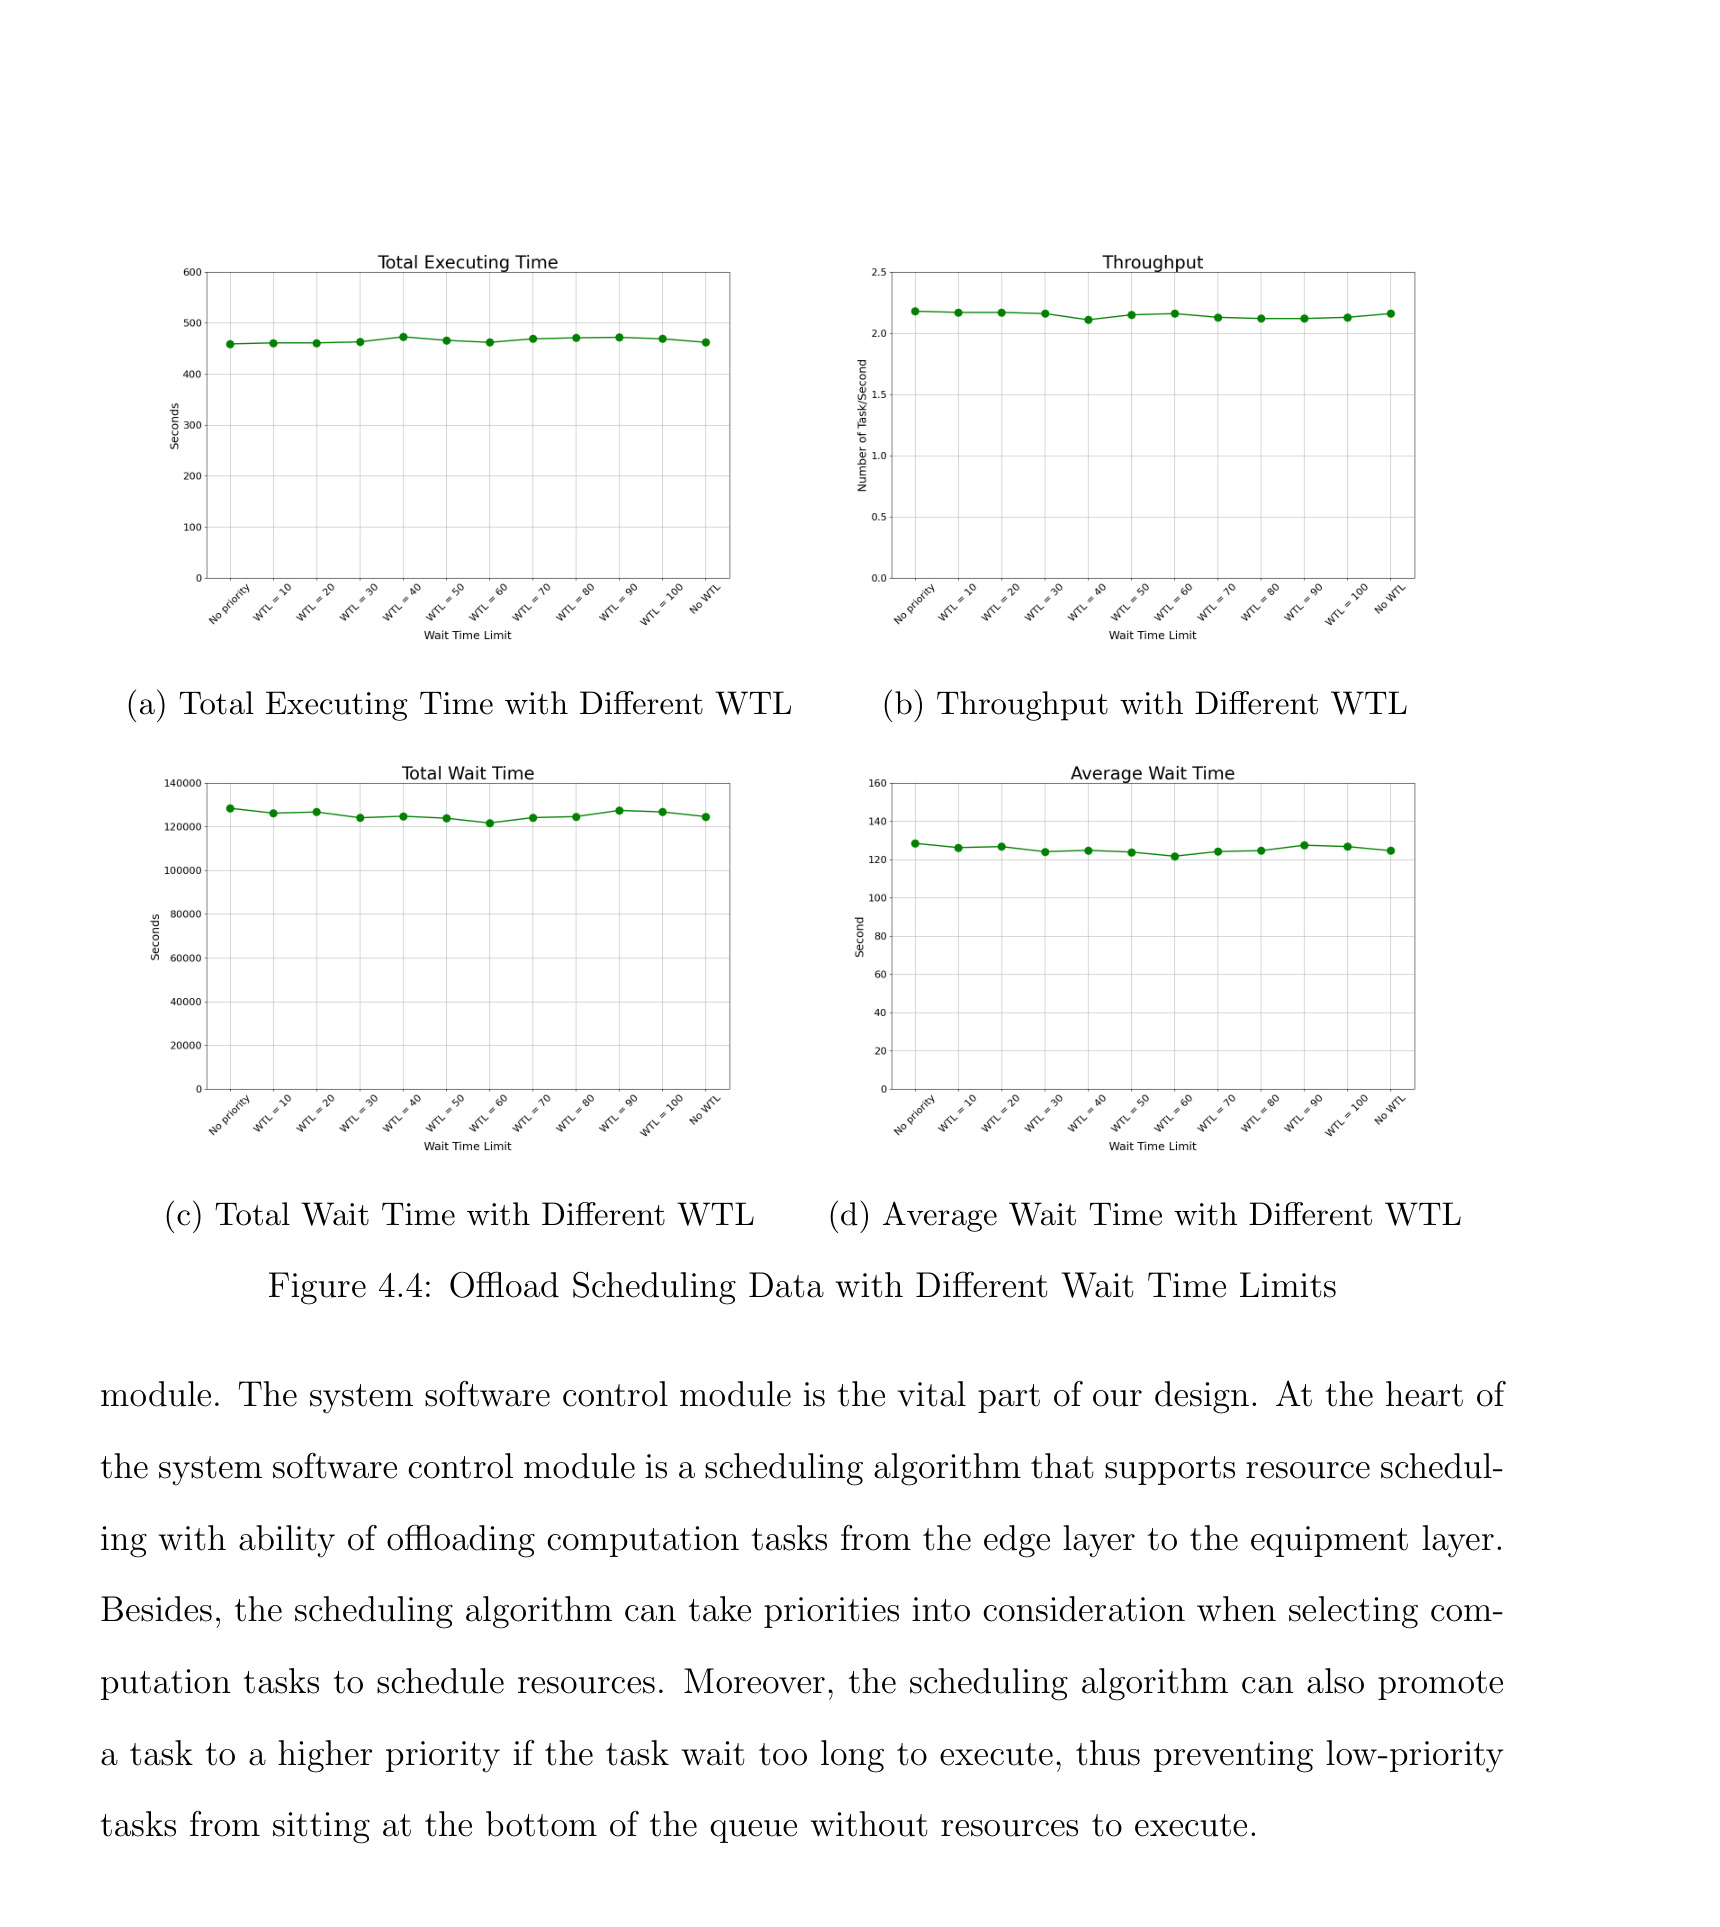 Total Executing Time
600
500
400
300
200
100
0
Seconds
No priority
WTL = 10
WTL = 20
WTL = 30
WTL = 40
WTL = 50
WTL = 60
WTL = 70
WTL = 80
WTL = 90
WTL = 100
No WTL
Wait Time Limit
(a) Total Executing Time with Different WTL
Throughput
2.5
2.0
1.5
1.0
0.5
0.0
Number of Task/Second
No priority
WTL = 10
WTL = 20
WTL = 30
WTL = 40
WTL = 50
WTL = 60
WTL = 70
WTL = 80
WTL = 90
WTL = 100
No WTL
Wait Time Limit
(b) Throughput with Different WTL
Total Wait Time
140000
120000
100000
80000
60000
40000
20000
0
Seconds
No priority
WTL = 10
WTL = 20
WTL = 30
WTL = 40
WTL = 50
WTL = 60
WTL = 70
WTL = 80
WTL = 90
WTL = 100
No WTL
Wait Time Limit
(c) Total Wait Time with Different WTL
Average Wait Time
160
140
120
100
80
60
40
20
0
Second
No priority
WTL = 10
WTL = 20
WTL = 30
WTL = 40
WTL = 50
WTL = 60
WTL = 70
WTL = 80
WTL = 90
WTL = 100
No WTL
Wait Time Limit
(d) Average Wait Time with Different WTL
Figure 4.4: Offload Scheduling Data with Different Wait Time Limits
module. The system software control module is the vital part of our design. At the heart of
the system software control module is a scheduling algorithm that supports resource schedul-
ing with ability of offloading computation tasks from the edge layer to the equipment layer.
Besides, the scheduling algorithm can take priorities into consideration when selecting com-
putation tasks to schedule resources. Moreover, the scheduling algorithm can also promote
a task to a higher priority if the task wait too long to execute, thus preventing low-priority
tasks from sitting at the bottom of the queue without resources to execute.